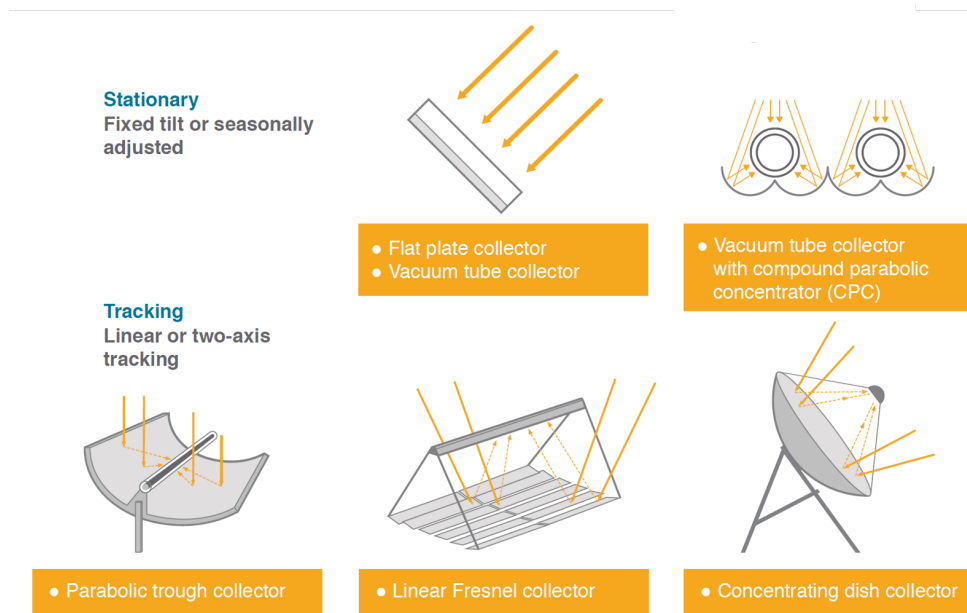 Stationary
Fixed tilt or seasonally
adjusted
● Flat plate collector
● Vacuum tube collector
● Vacuum tube collector
with compound parabolic
concentrator (CPC)
Tracking
Linear or two-axis
tracking
● Parabolic trough collector
● Linear Fresnel collector
● Concentrating dish collector